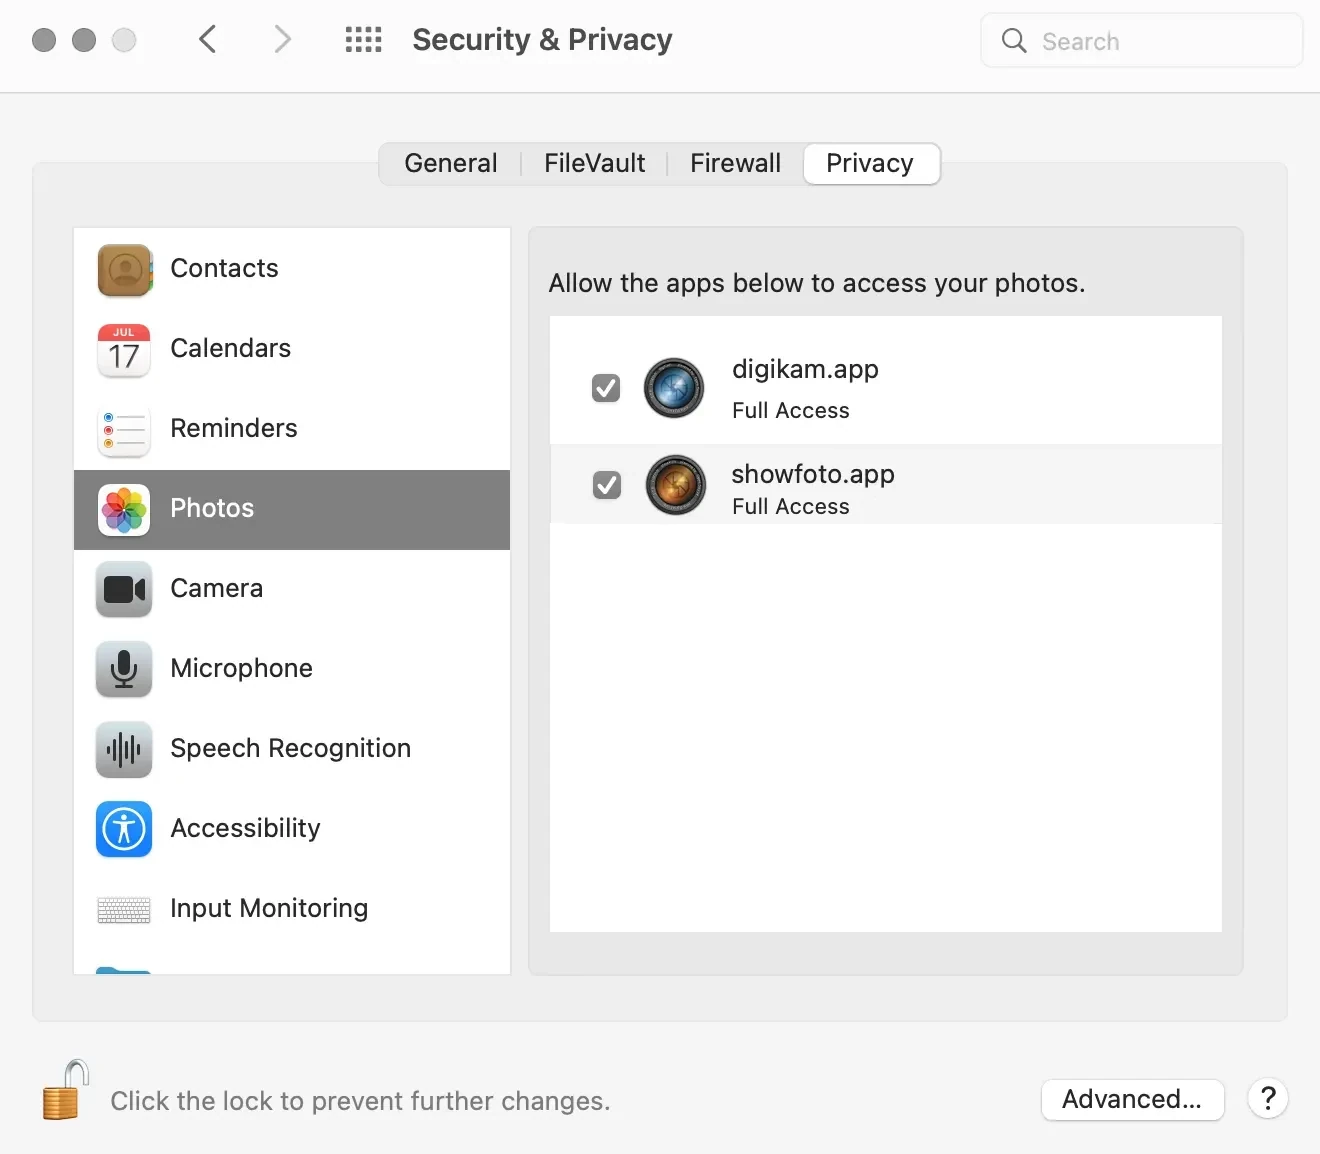 Security & Privacy
Search
General
FileVault
Firewall
Privacy
Contacts
JUL
17
Calendars
Reminders
Photos
Camera
Microphone
Speech Recognition
Accessibility
Input Monitoring
Allow the apps below to access your photos.
digikam.app
Full Access
showfoto.app
Full Access
Click the lock to prevent further changes.
Advanced...
?